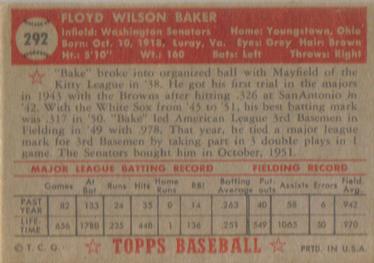 292
FLOYD WILSON BAKER
Infield: Washington Senators Home: Youngstown, Ohio
Born: Oct. 10, 1918, Luray, Va. Eyes: Grey Hair: Brown
Ht.: 5'10" Wt.: 160 Bats: Left Throws: Right
"Bake" broke into organized ball with Mayfield of the
Kitty League in '38. He got his first trial in the majors
in 1943 with the Browns after hitting .326 at SanAntonio in
'42. With the White Sox from '45 to '51, his best batting mark
was .317 in '50. "Bake" led American League 3rd Basemen in
Fielding in '49 with .978. That year, he tied a major league
mark for 3rd Basemen by taking part in 3 double plays in 1
game. The Senators bought him in October, 1951.
MAJOR LEAGUE BATTING RECORD FIELDING RECORD
Games At Bat Runs Hits Home Runs RBI Batting Average Put-outs Assists Errors Field. Avg.
PAST YEAR 82 133 24 35 0 14 .263 40 58 6 .942
LIFE-TIME 656 1780 235 1 136 .251 549 1065 50 .970
© T. C. G. TOPPS BASEBALL PRTD. IN U.S.A.